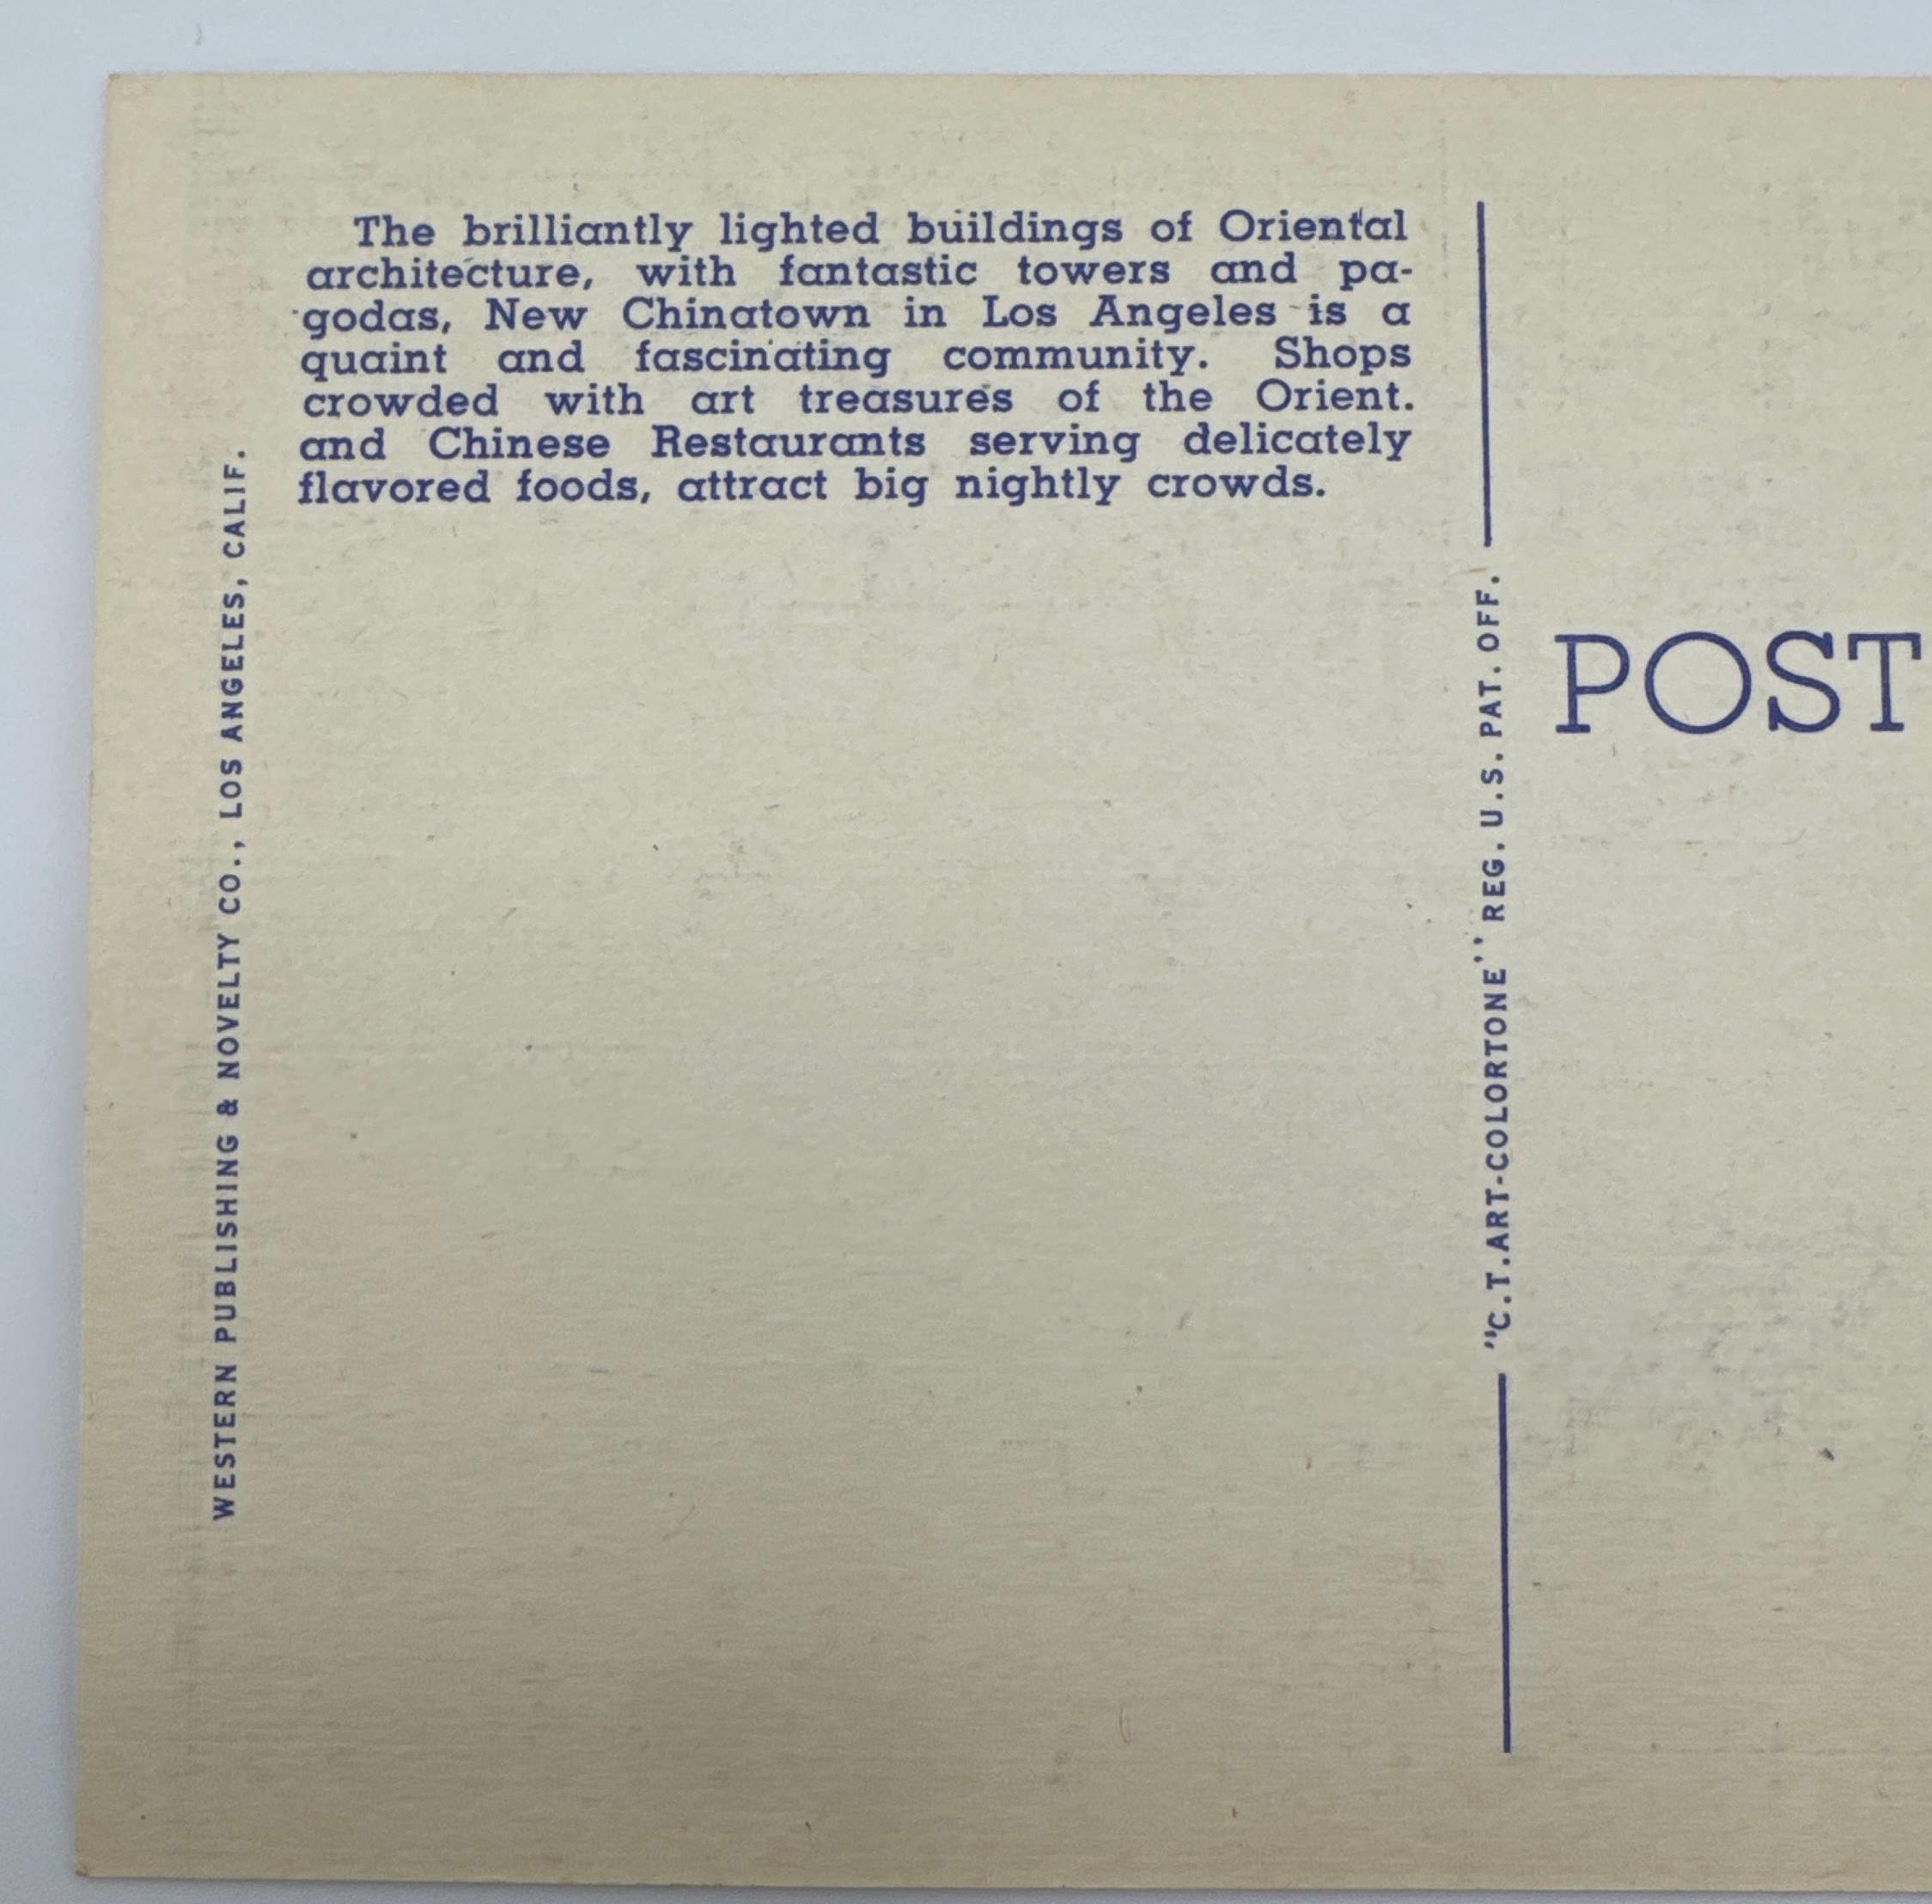 The brilliantly lighted buildings of Oriental
architecture, with fantastic towers and pa-
godas, New Chinatown in Los Angeles is a
quaint and fascinating community. Shops
crowded with art treasures of the Orient.
and Chinese Restaurants serving delicately
flavored foods, attract big nightly crowds.
WESTERN PUBLISHING & NOVELTY CO., LOS ANGELES, CALIF.
"C.T.ART-COLORTONE" REG. U.S. PAT. OFF.
POST